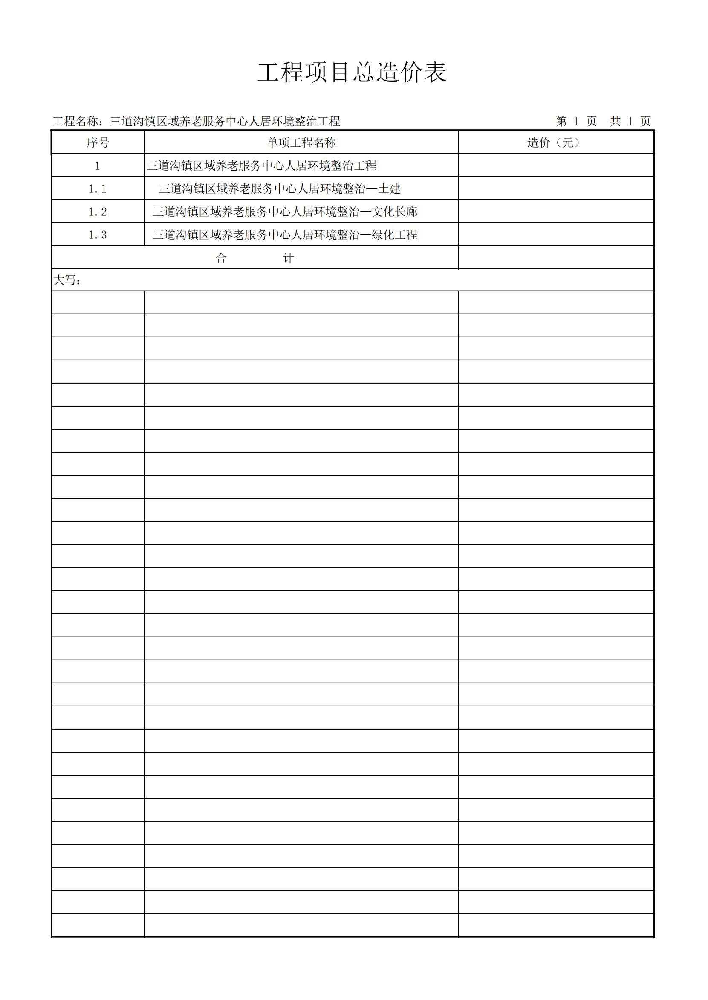 工程项目总造价表
工程名称：三道沟镇区域养老服务中心人居环境整治工程 第 1 页 共 1 页
序号 单项工程名称 造价（元）
1 三道沟镇区域养老服务中心人居环境整治工程
1.1 三道沟镇区域养老服务中心人居环境整治—土建
1.2 三道沟镇区域养老服务中心人居环境整治—文化长廊
1.3 三道沟镇区域养老服务中心人居环境整治—绿化工程
合 计
大写：